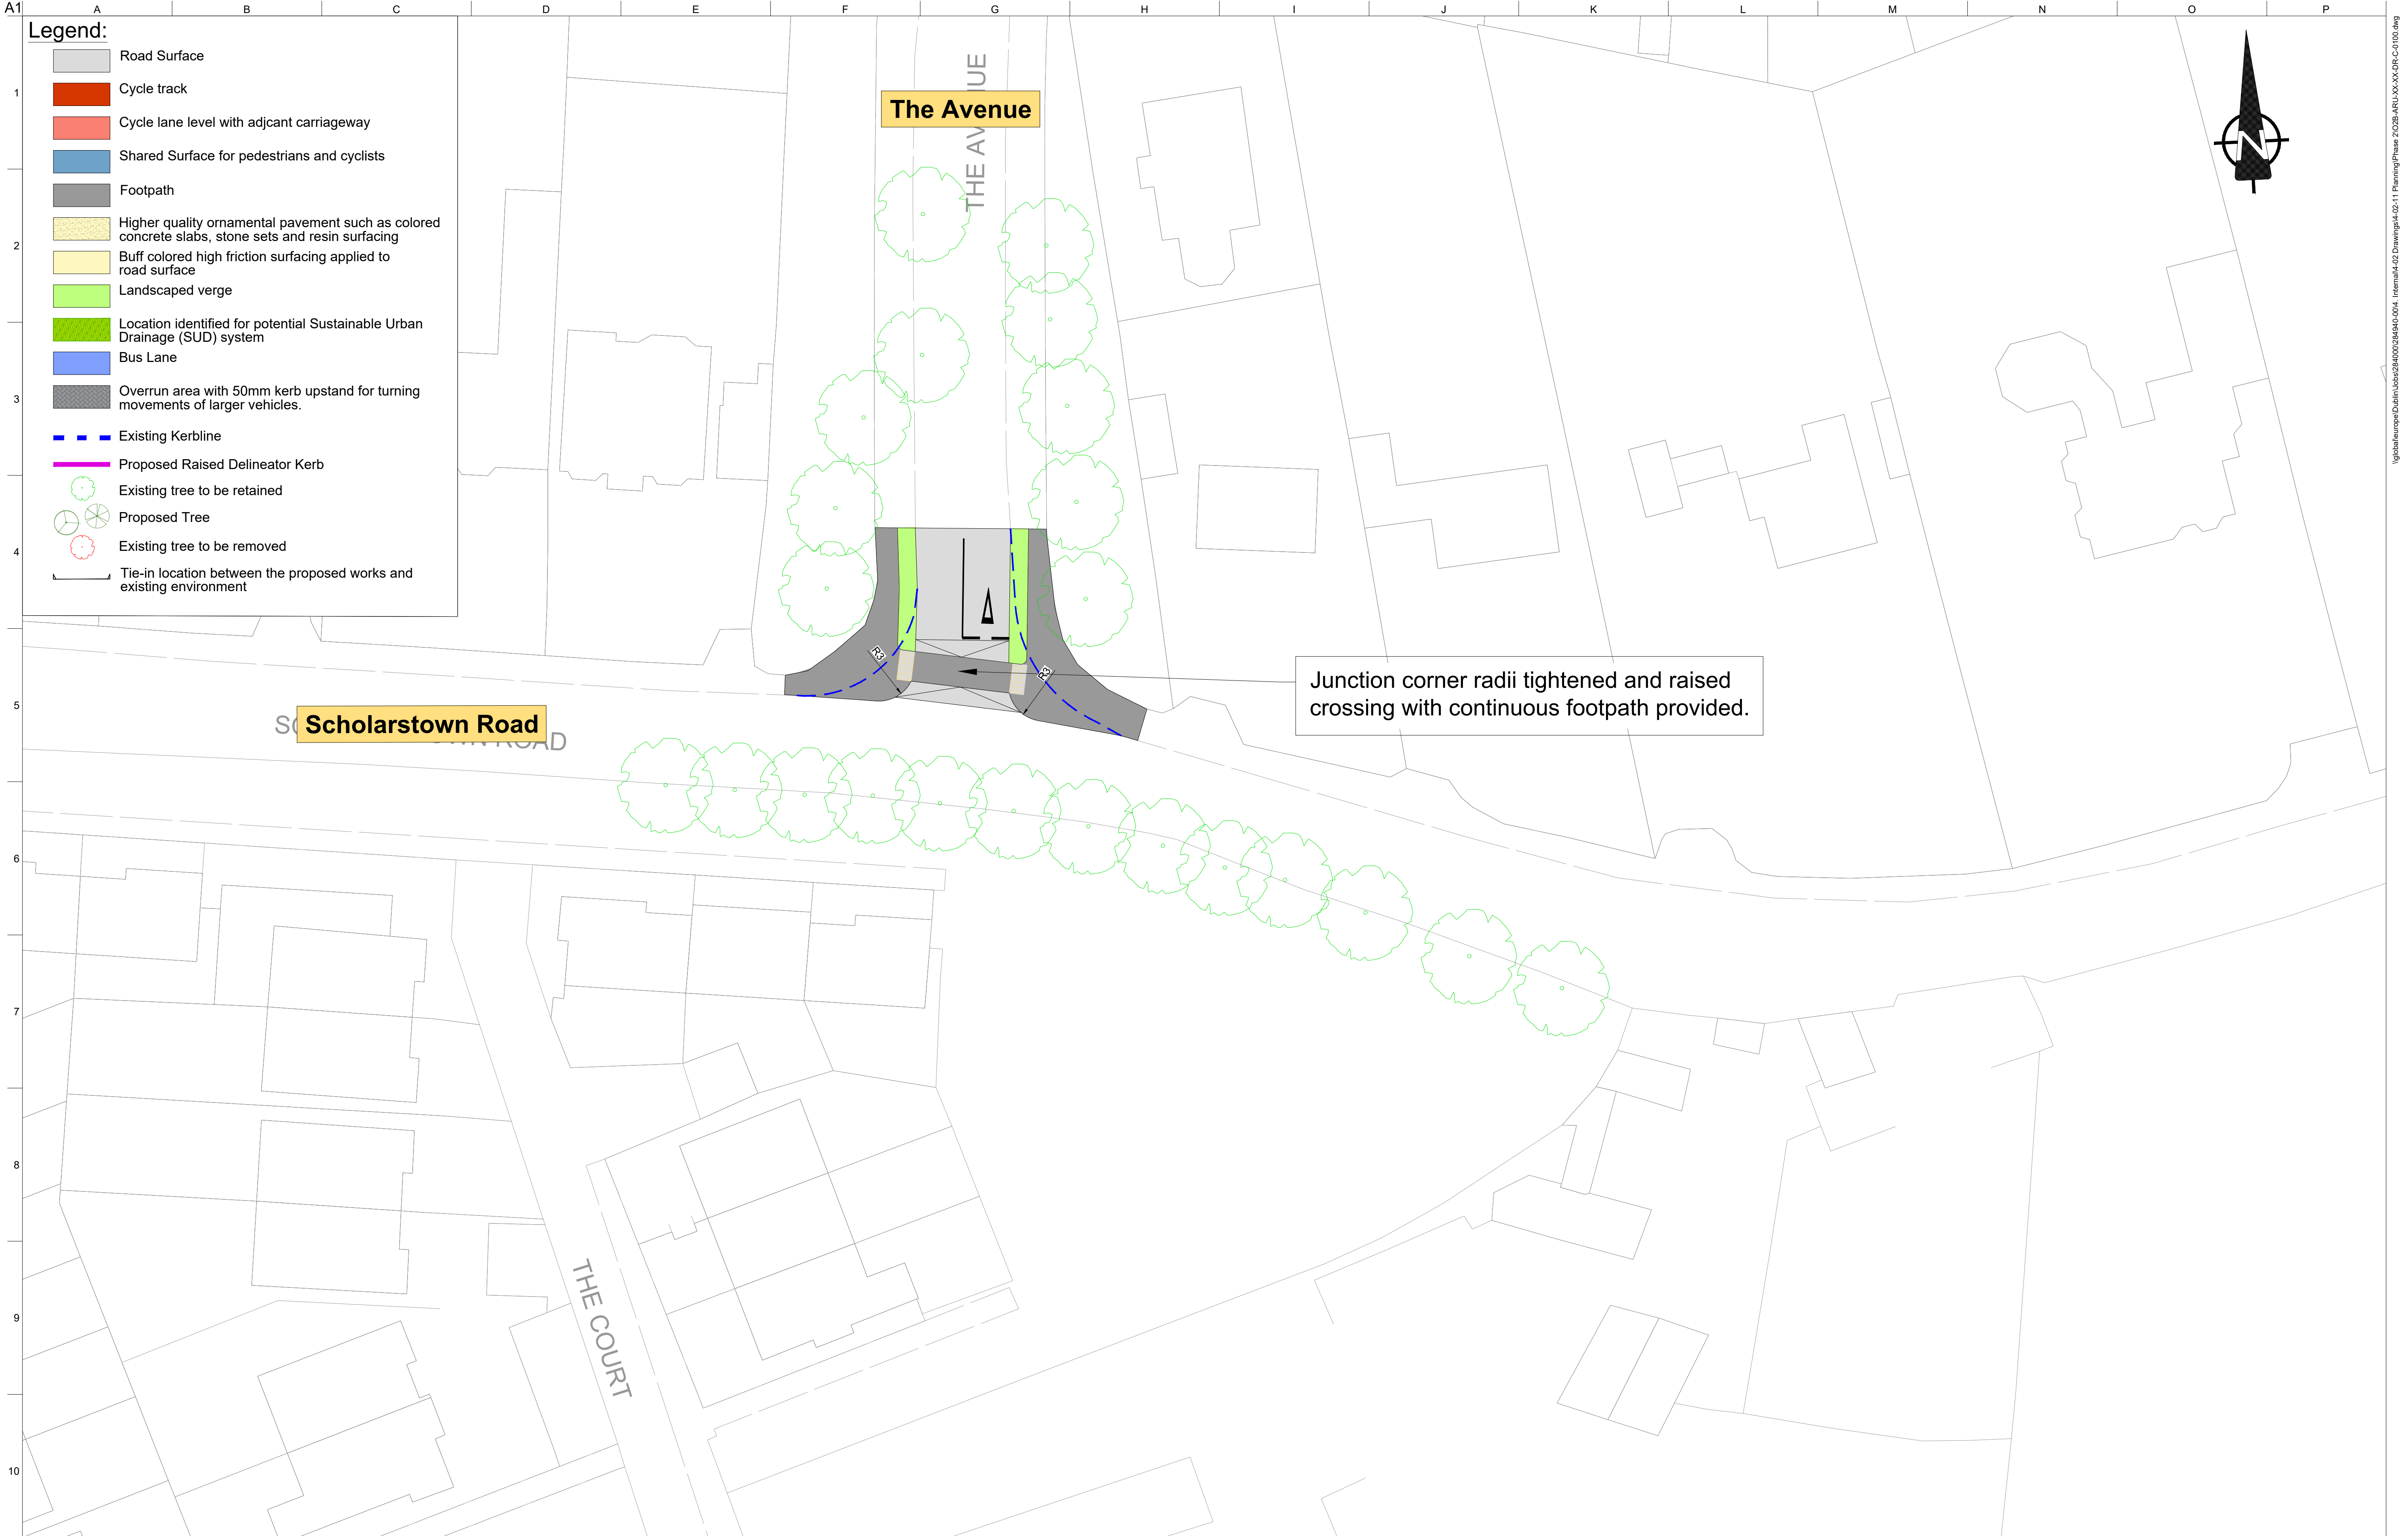 A1
A B C D E F G H I J K L M N O P
1
2
3
4
5
6
7
8
9
10
Legend:
Road Surface
Cycle track
Cycle lane level with adjcant carriageway
Shared Surface for pedestrians and cyclists
Footpath
Higher quality ornamental pavement such as colored
concrete slabs, stone sets and resin surfacing
Buff colored high friction surfacing applied to
road surface
Landscaped verge
Location identified for potential Sustainable Urban
Drainage (SUD) system
Bus Lane
Overrun area with 50mm kerb upstand for turning
movements of larger vehicles.
Existing Kerbline
Proposed Raised Delineator Kerb
Existing tree to be retained
Proposed Tree
Existing tree to be removed
Tie-in location between the proposed works and
existing environment
The Avenue
N
R3
R3
Junction corner radii tightened and raised
crossing with continuous footpath provided.
Scholarstown Road
ROAD
THE COURT